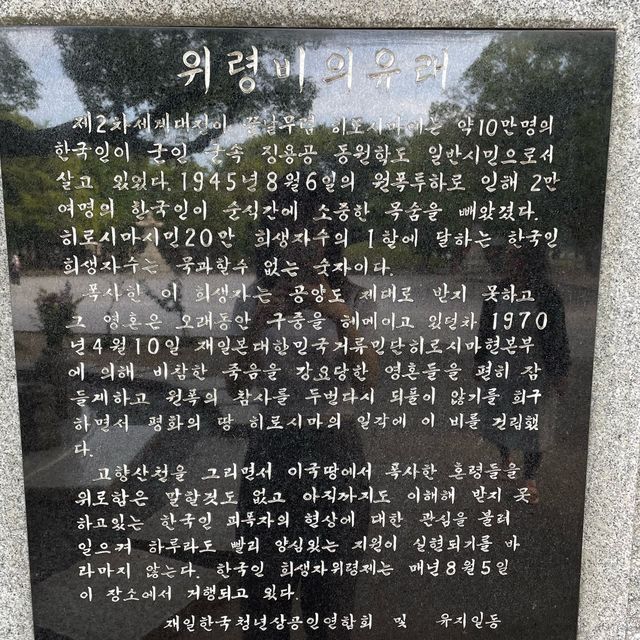 위령비의유래
제2차세계대전이 끝날무렵 히로시마에는 약10만명의
한국인이 군인 군속 징용공 동원학도 일반시민으로서
살고 있었다. 1945년8월6일의 원폭투하로 인해 2만
여명의 한국인이 순식간에 소중한 목숨을 빼앗겼다.
히로시마시민20만 희생자수의 1할에 달하는 한국인
희생자수는 묵과할수 없는 숫자이다.
폭사한 이 희생자는 공양도 제대로 받지 못하고
그 영혼은 오래동안 구중을 헤메이고 있던차 1970
년4월10일 재일본대한민국거류민단히로시마현본부
에 의해 비참한 죽음을 강요당한 영혼들을 편히 잠
들게하고 원폭의 참사를 두번다시 되풀이 않기를 희구
하면서 평화의 땅 히로시마의 일각에 이 비를 건립했
다.
고향산천을 그리면서 이국땅에서 폭사한 혼령들을
위로함은 말할것도 없고 아직까지도 이해해 받지 못
하고있는 한국인 피폭자의 현상에 대한 관심을 불러
일으켜 하루라도 빨리 양심있는 지원이 실현되기를 바
라마지 않는다. 한국인 희생자위령제는 매년8월5일
이 장소에서 거행되고 있다.
재일한국청년상공인연합회 및 유지일동